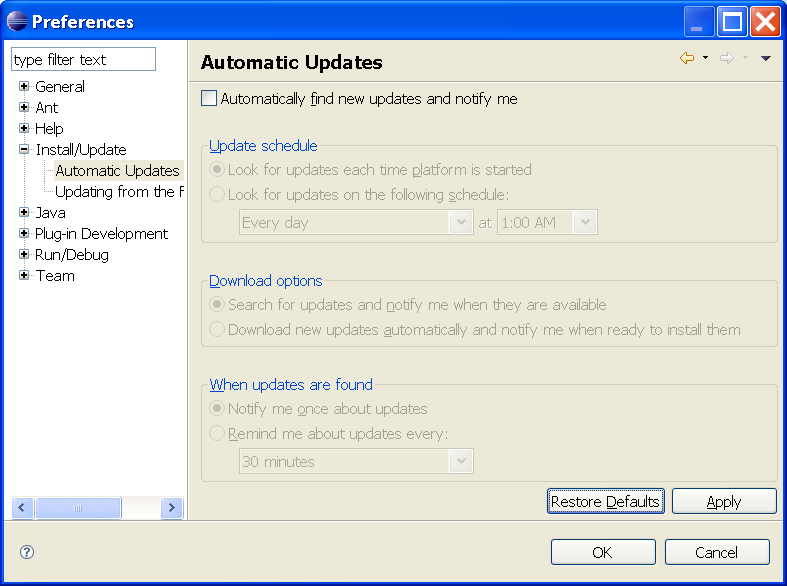 Preferences
type filter text
General
Ant
Help
Install/Update
Automatic Updates
Updating from the F
Java
Plug-in Development
Run/Debug
Team
Automatic Updates
Automatically find new updates and notify me
Update schedule
Look for updates each time platform is started
Look for updates on the following schedule:
Every day at 1:00 AM
Download options
Search for updates and notify me when they are available
Download new updates automatically and notify me when ready to install them
When updates are found
Notify me once about updates
Remind me about updates every:
30 minutes
Restore Defaults Apply
? OK Cancel